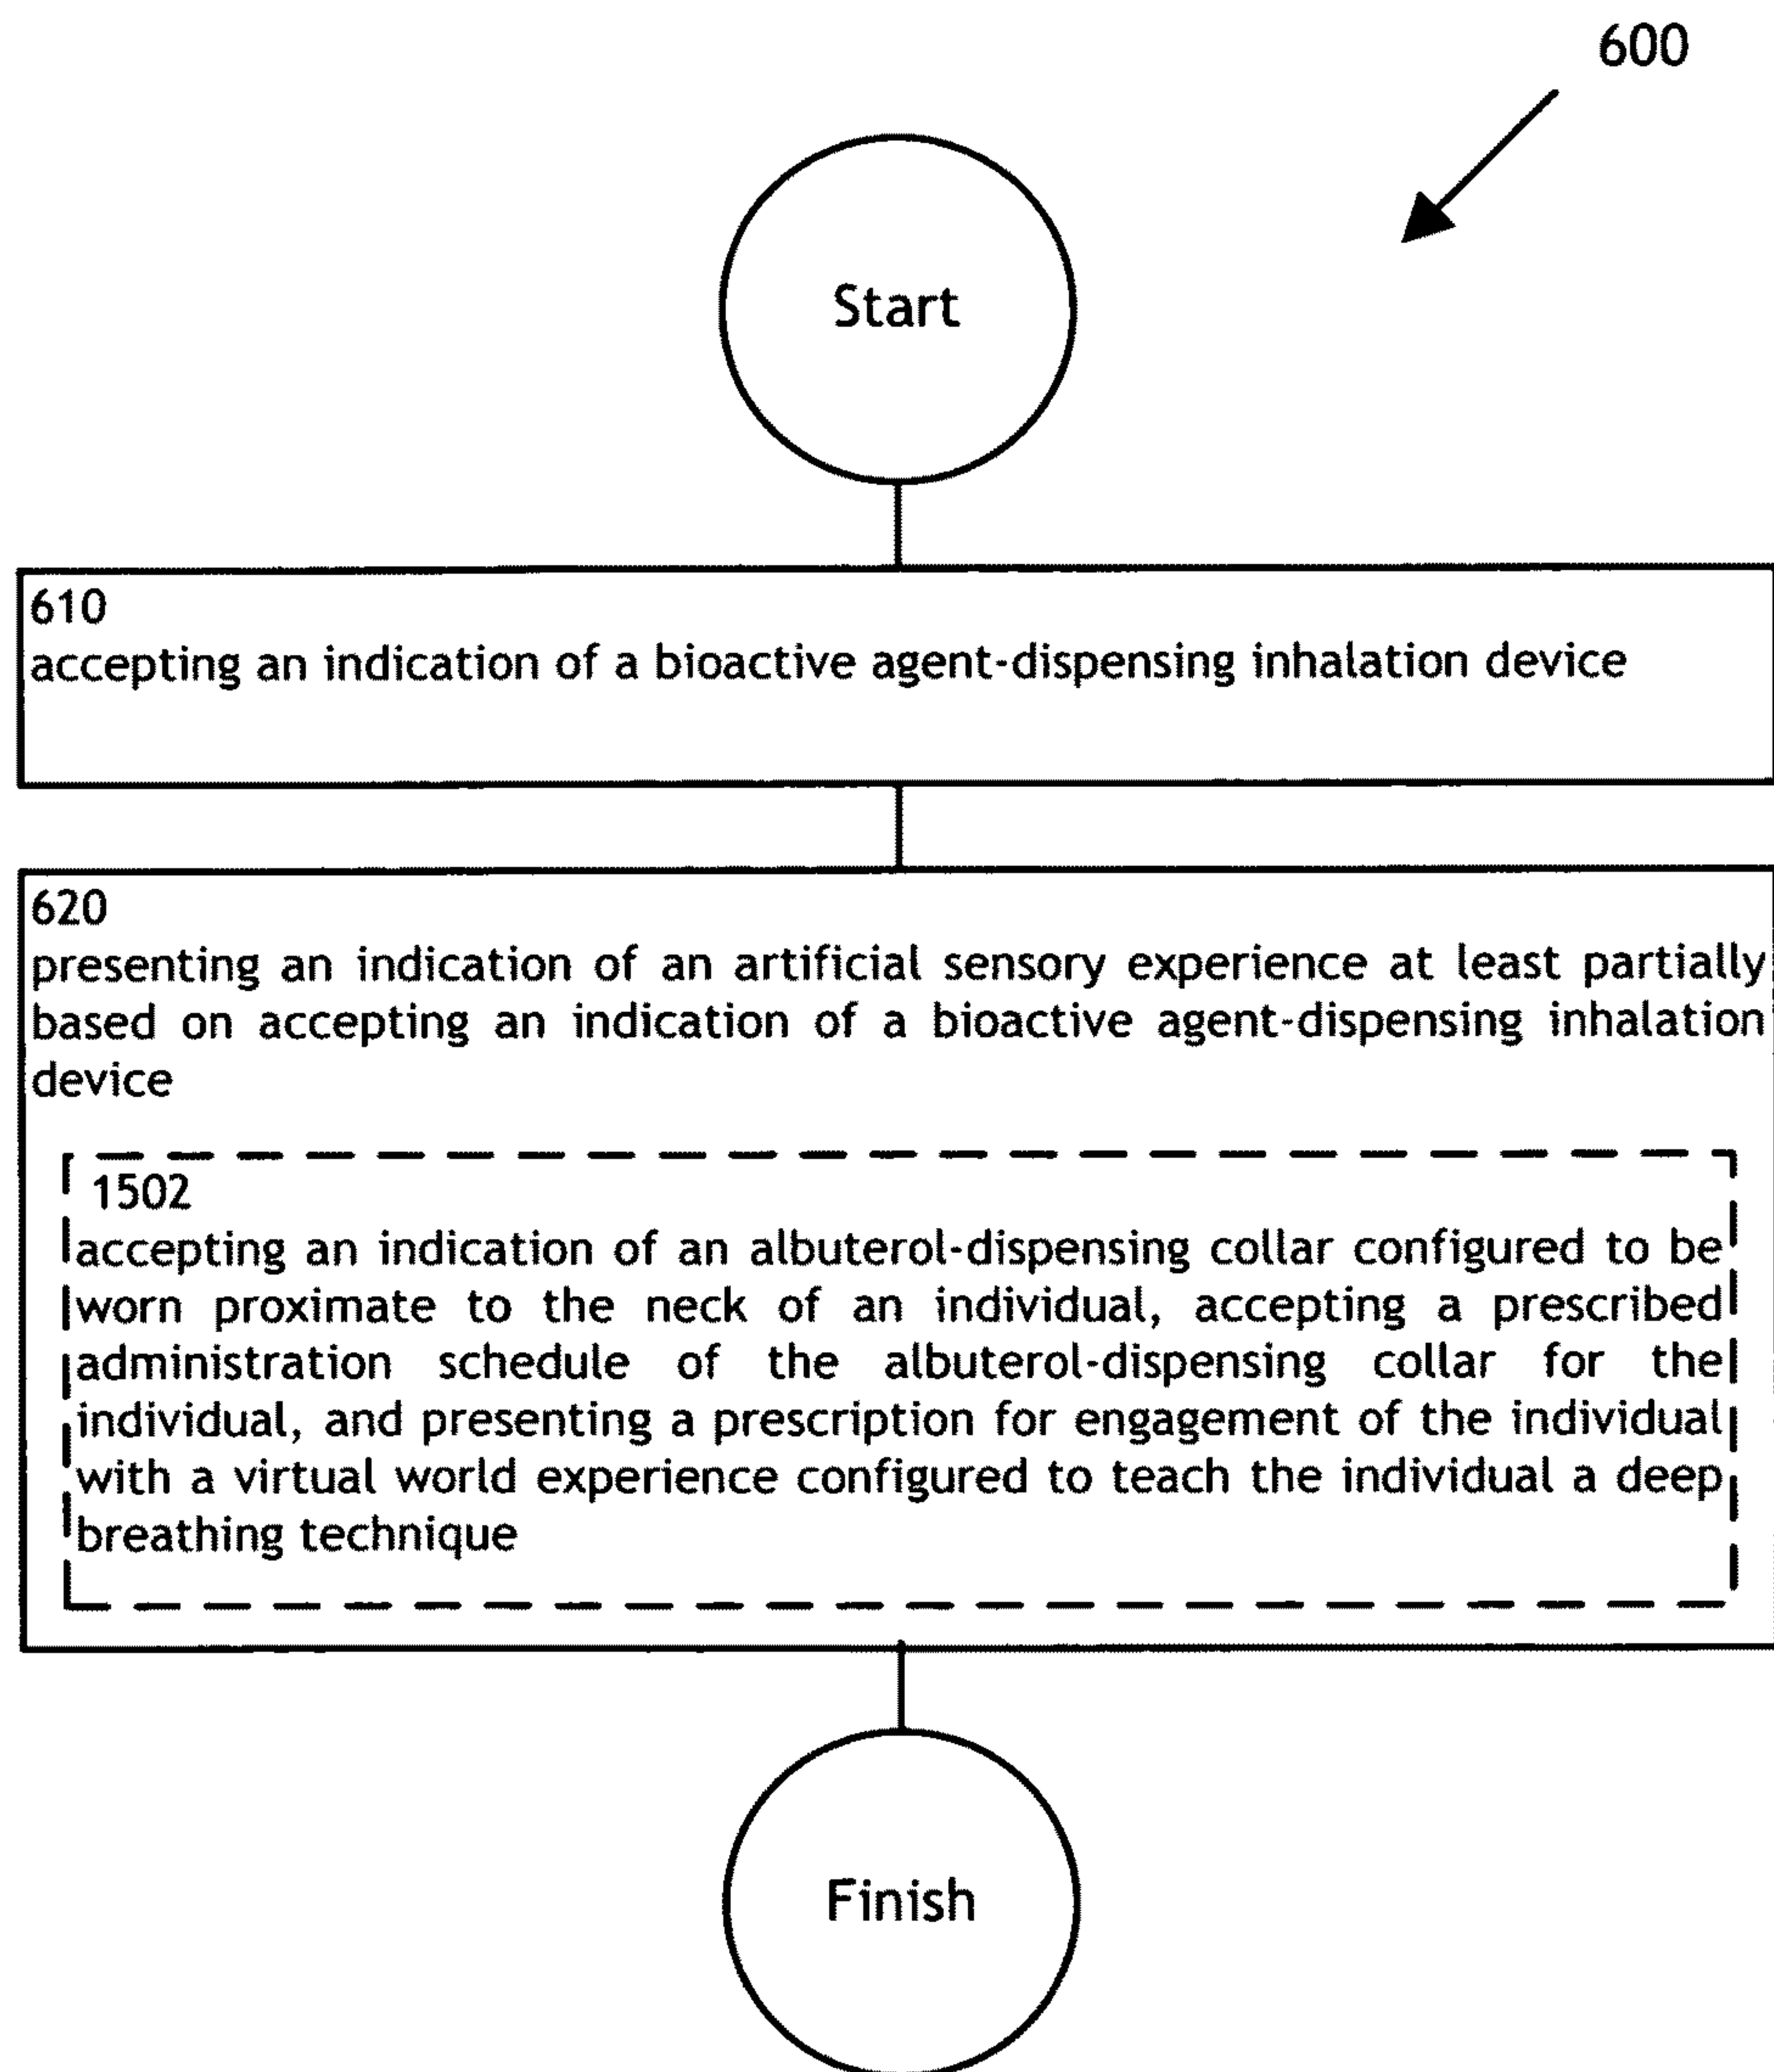 600
Start
610
accepting an indication of a bioactive agent-dispensing inhalation device
620
presenting an indication of an artificial sensory experience at least partially
based on accepting an indication of a bioactive agent-dispensing inhalation
device
1502
accepting an indication of an albuterol-dispensing collar configured to be
worn proximate to the neck of an individual, accepting a prescribed
administration schedule of the albuterol-dispensing collar for the
individual, and presenting a prescription for engagement of the individual
with a virtual world experience configured to teach the individual a deep
breathing technique
Finish